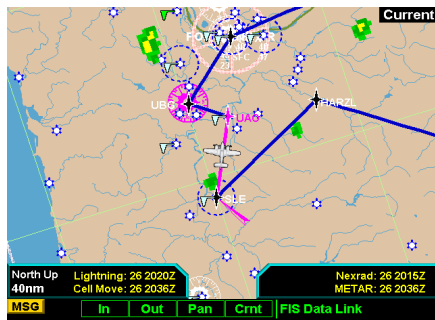 Current
UBG
UAO
HARZL
SLE
North Up
40nm
Lightning: 26 2020Z
Cell Move: 26 2036Z
Nexrad: 26 2015Z
METAR: 26 2036Z
MSG
In
Out
Pan
Crnt
FIS Data Link